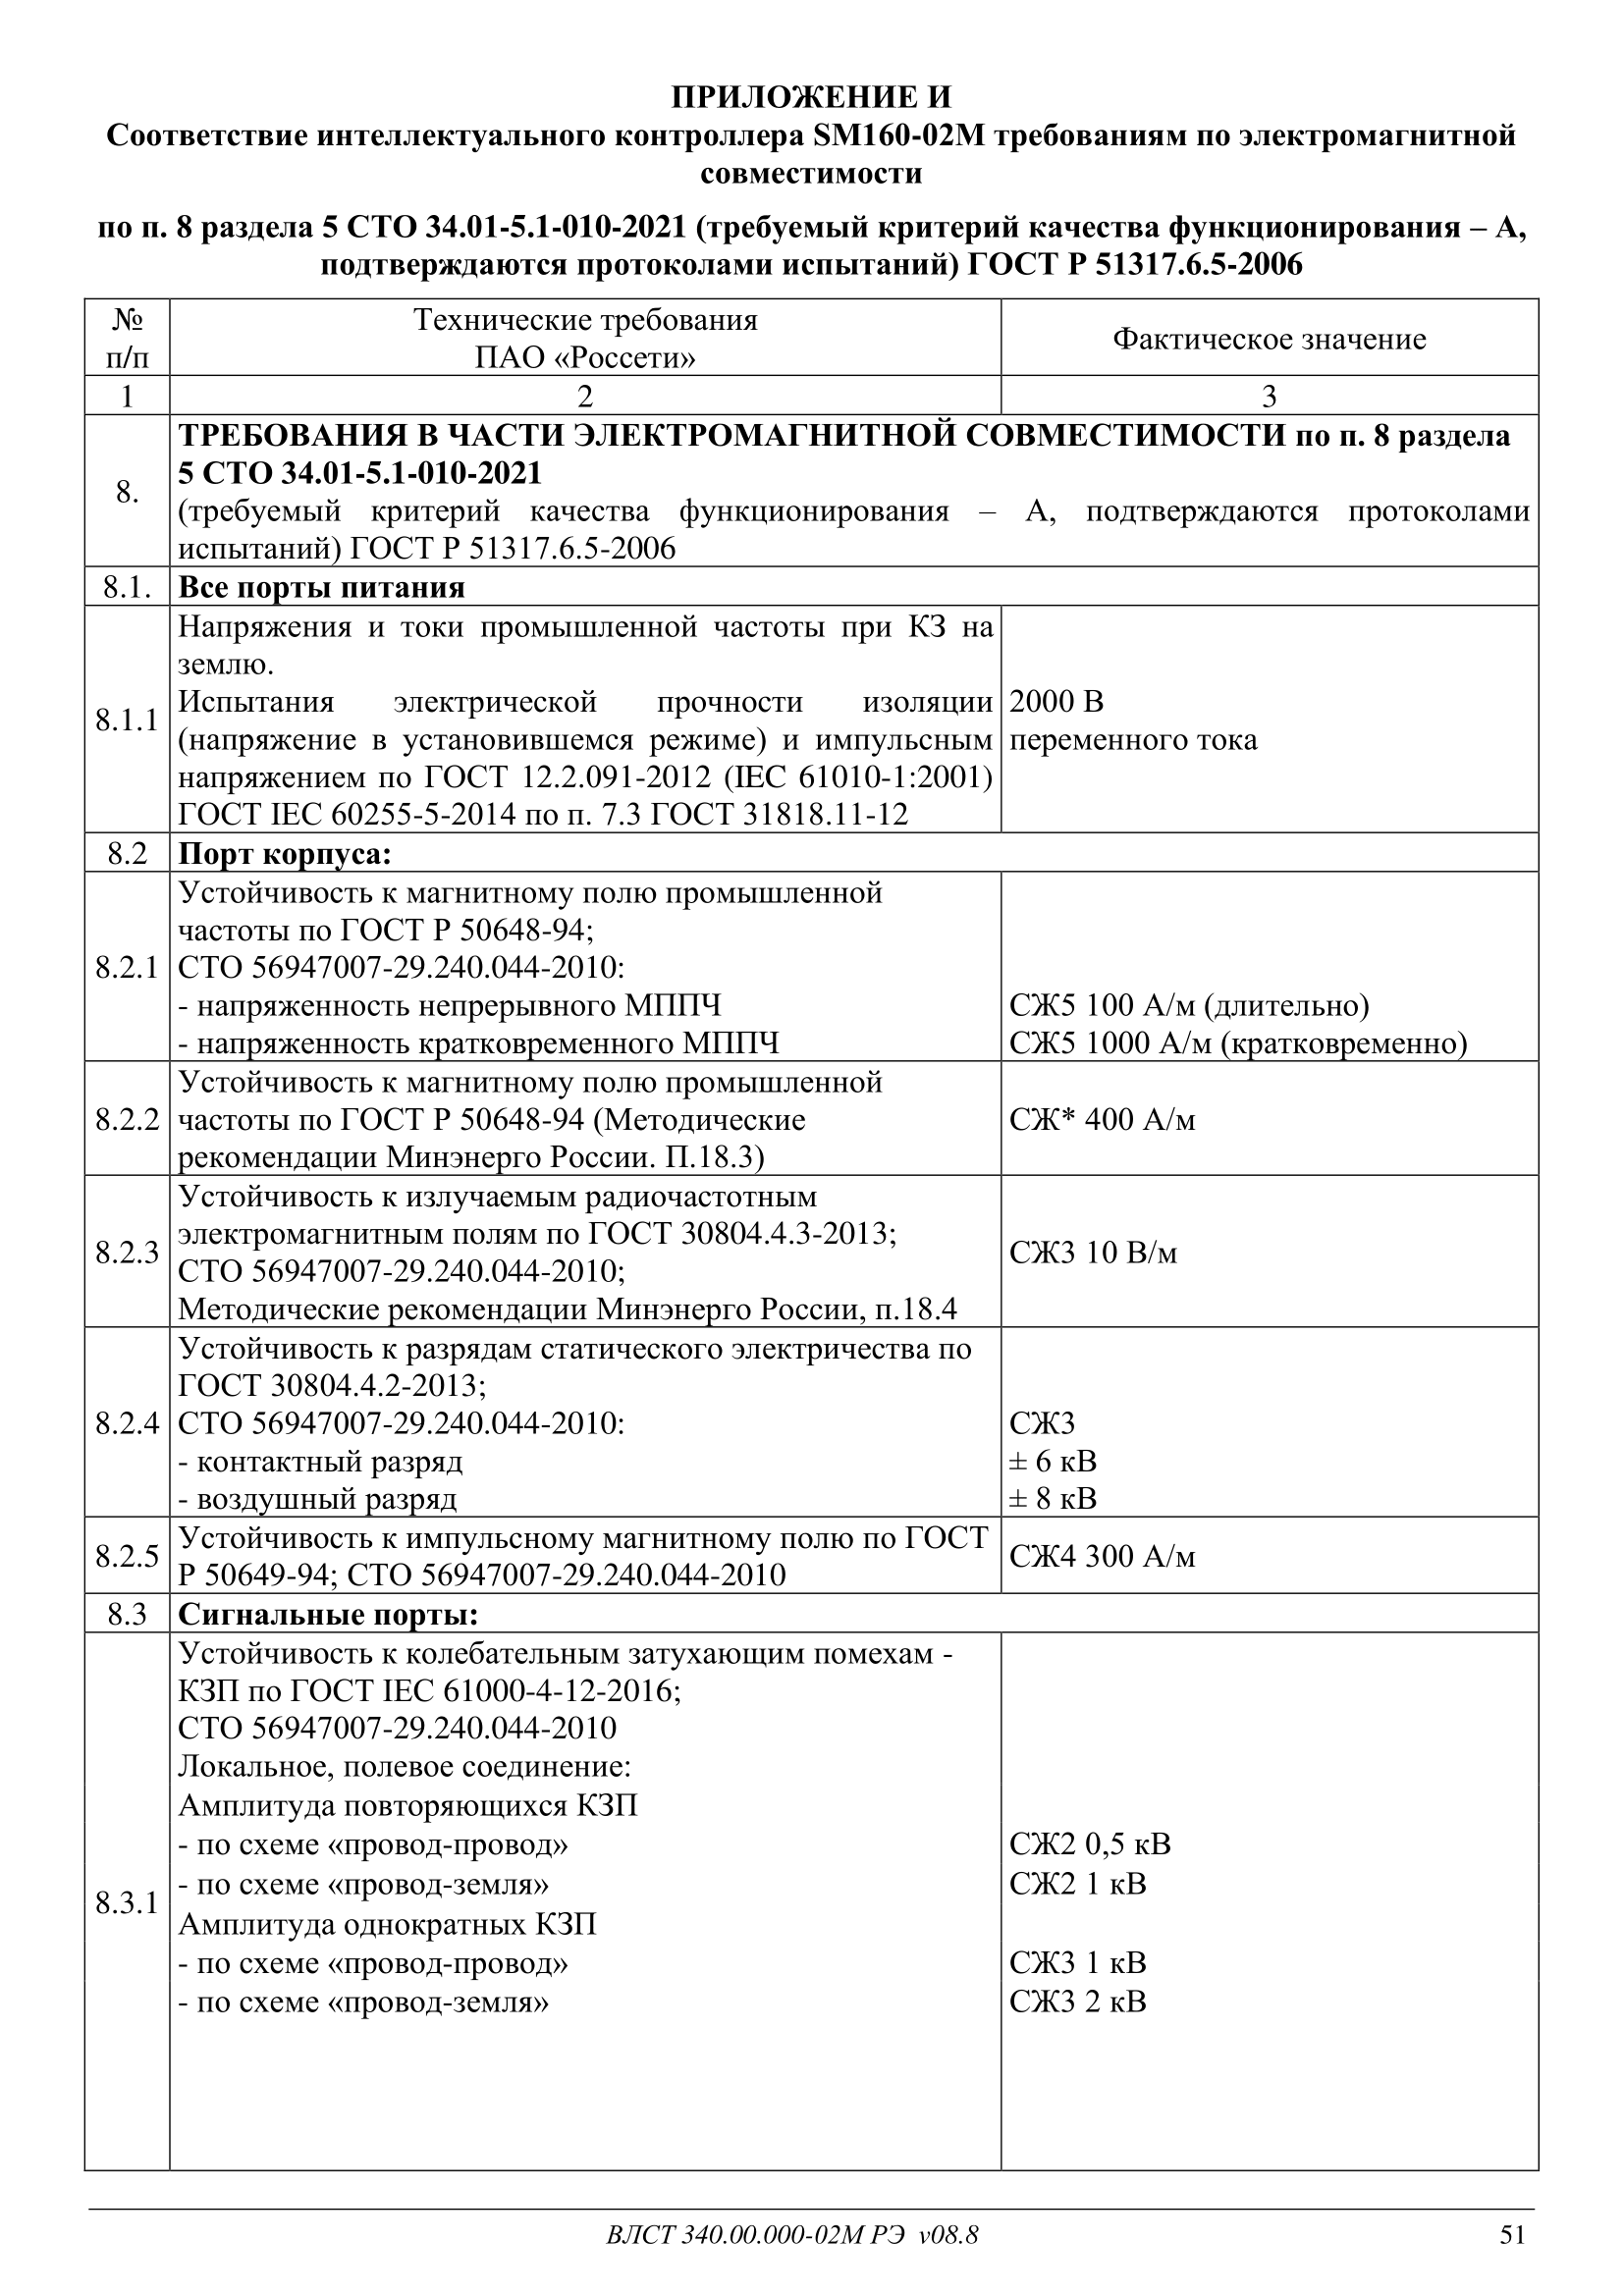 ПРИЛОЖЕНИЕ И
Соответствие интеллектуального контроллера SM160-02M требованиям по электромагнитной
совместимости
по п. 8 раздела 5 СТО 34.01-5.1-010-2021 (требуемый критерий качества функционирования – А,
подтверждаются протоколами испытаний) ГОСТ Р 51317.6.5-2006
№
п/п
Технические требования
ПАО «Россети»
Фактическое значение
1
2
3
8.
ТРЕБОВАНИЯ В ЧАСТИ ЭЛЕКТРОМАГНИТНОЙ СОВМЕСТИМОСТИ по п. 8 раздела
5 СТО 34.01-5.1-010-2021
(требуемый критерий качества функционирования – А, подтверждаются протоколами
испытаний) ГОСТ Р 51317.6.5-2006
8.1.
Все порты питания
8.1.1
Напряжения и токи промышленной частоты при КЗ на
землю.
Испытания электрической прочности изоляции
(напряжение в установившемся режиме) и импульсным
напряжением по ГОСТ 12.2.091-2012 (IEC 61010-1:2001)
ГОСТ IEC 60255-5-2014 по п. 7.3 ГОСТ 31818.11-12
2000 В
переменного тока
8.2
Порт корпуса:
8.2.1
Устойчивость к магнитному полю промышленной
частоты по ГОСТ Р 50648-94;
СТО 56947007-29.240.044-2010:
- напряженность непрерывного МППЧ
- напряженность кратковременного МППЧ
СЖ5 100 А/м (длительно)
СЖ5 1000 А/м (кратковременно)
8.2.2
Устойчивость к магнитному полю промышленной
частоты по ГОСТ Р 50648-94 (Методические
рекомендации Минэнерго России. П.18.3)
СЖ* 400 А/м
8.2.3
Устойчивость к излучаемым радиочастотным
электромагнитным полям по ГОСТ 30804.4.3-2013;
СТО 56947007-29.240.044-2010;
Методические рекомендации Минэнерго России, п.18.4
СЖ3 10 В/м
8.2.4
Устойчивость к разрядам статического электричества по
ГОСТ 30804.4.2-2013;
СТО 56947007-29.240.044-2010:
- контактный разряд
- воздушный разряд
СЖ3
± 6 кВ
± 8 кВ
8.2.5
Устойчивость к импульсному магнитному полю по ГОСТ
Р 50649-94; СТО 56947007-29.240.044-2010
СЖ4 300 А/м
8.3
Сигнальные порты:
8.3.1
Устойчивость к колебательным затухающим помехам -
КЗП по ГОСТ IEC 61000-4-12-2016;
СТО 56947007-29.240.044-2010
Локальное, полевое соединение:
Амплитуда повторяющихся КЗП
- по схеме «провод-провод»
СЖ2 0,5 кВ
- по схеме «провод-земля»
СЖ2 1 кВ
Амплитуда однократных КЗП
- по схеме «провод-провод»
СЖ3 1 кВ
- по схеме «провод-земля»
СЖ3 2 кВ
ВЛСТ 340.00.000-02М РЭ v08.8
51